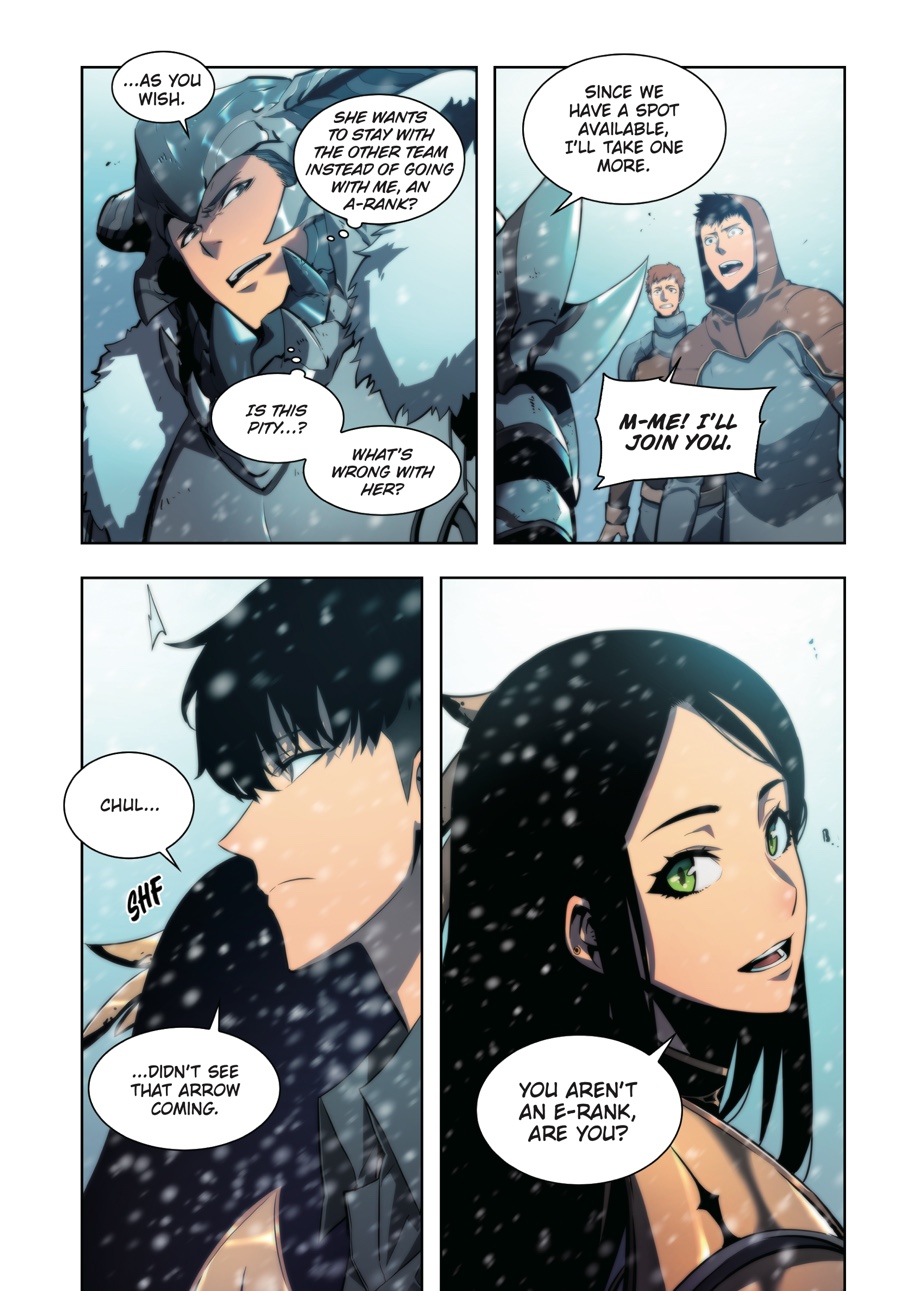 ...AS YOU
WISH.
SHE WANTS
TO STAY WITH
THE OTHER TEAM
INSTEAD OF GOING
WITH ME, AN
A-RANK?
IS THIS
PITY...?
WHAT'S
WRONG WITH
HER?
SINCE WE
HAVE A SPOT
AVAILABLE,
I'LL TAKE ONE
MORE.
M-ME! I'LL
JOIN YOU.
CHUL...
SHF
...DIDN'T SEE
THAT ARROW
COMING.
YOU AREN'T
AN E-RANK,
ARE YOU?